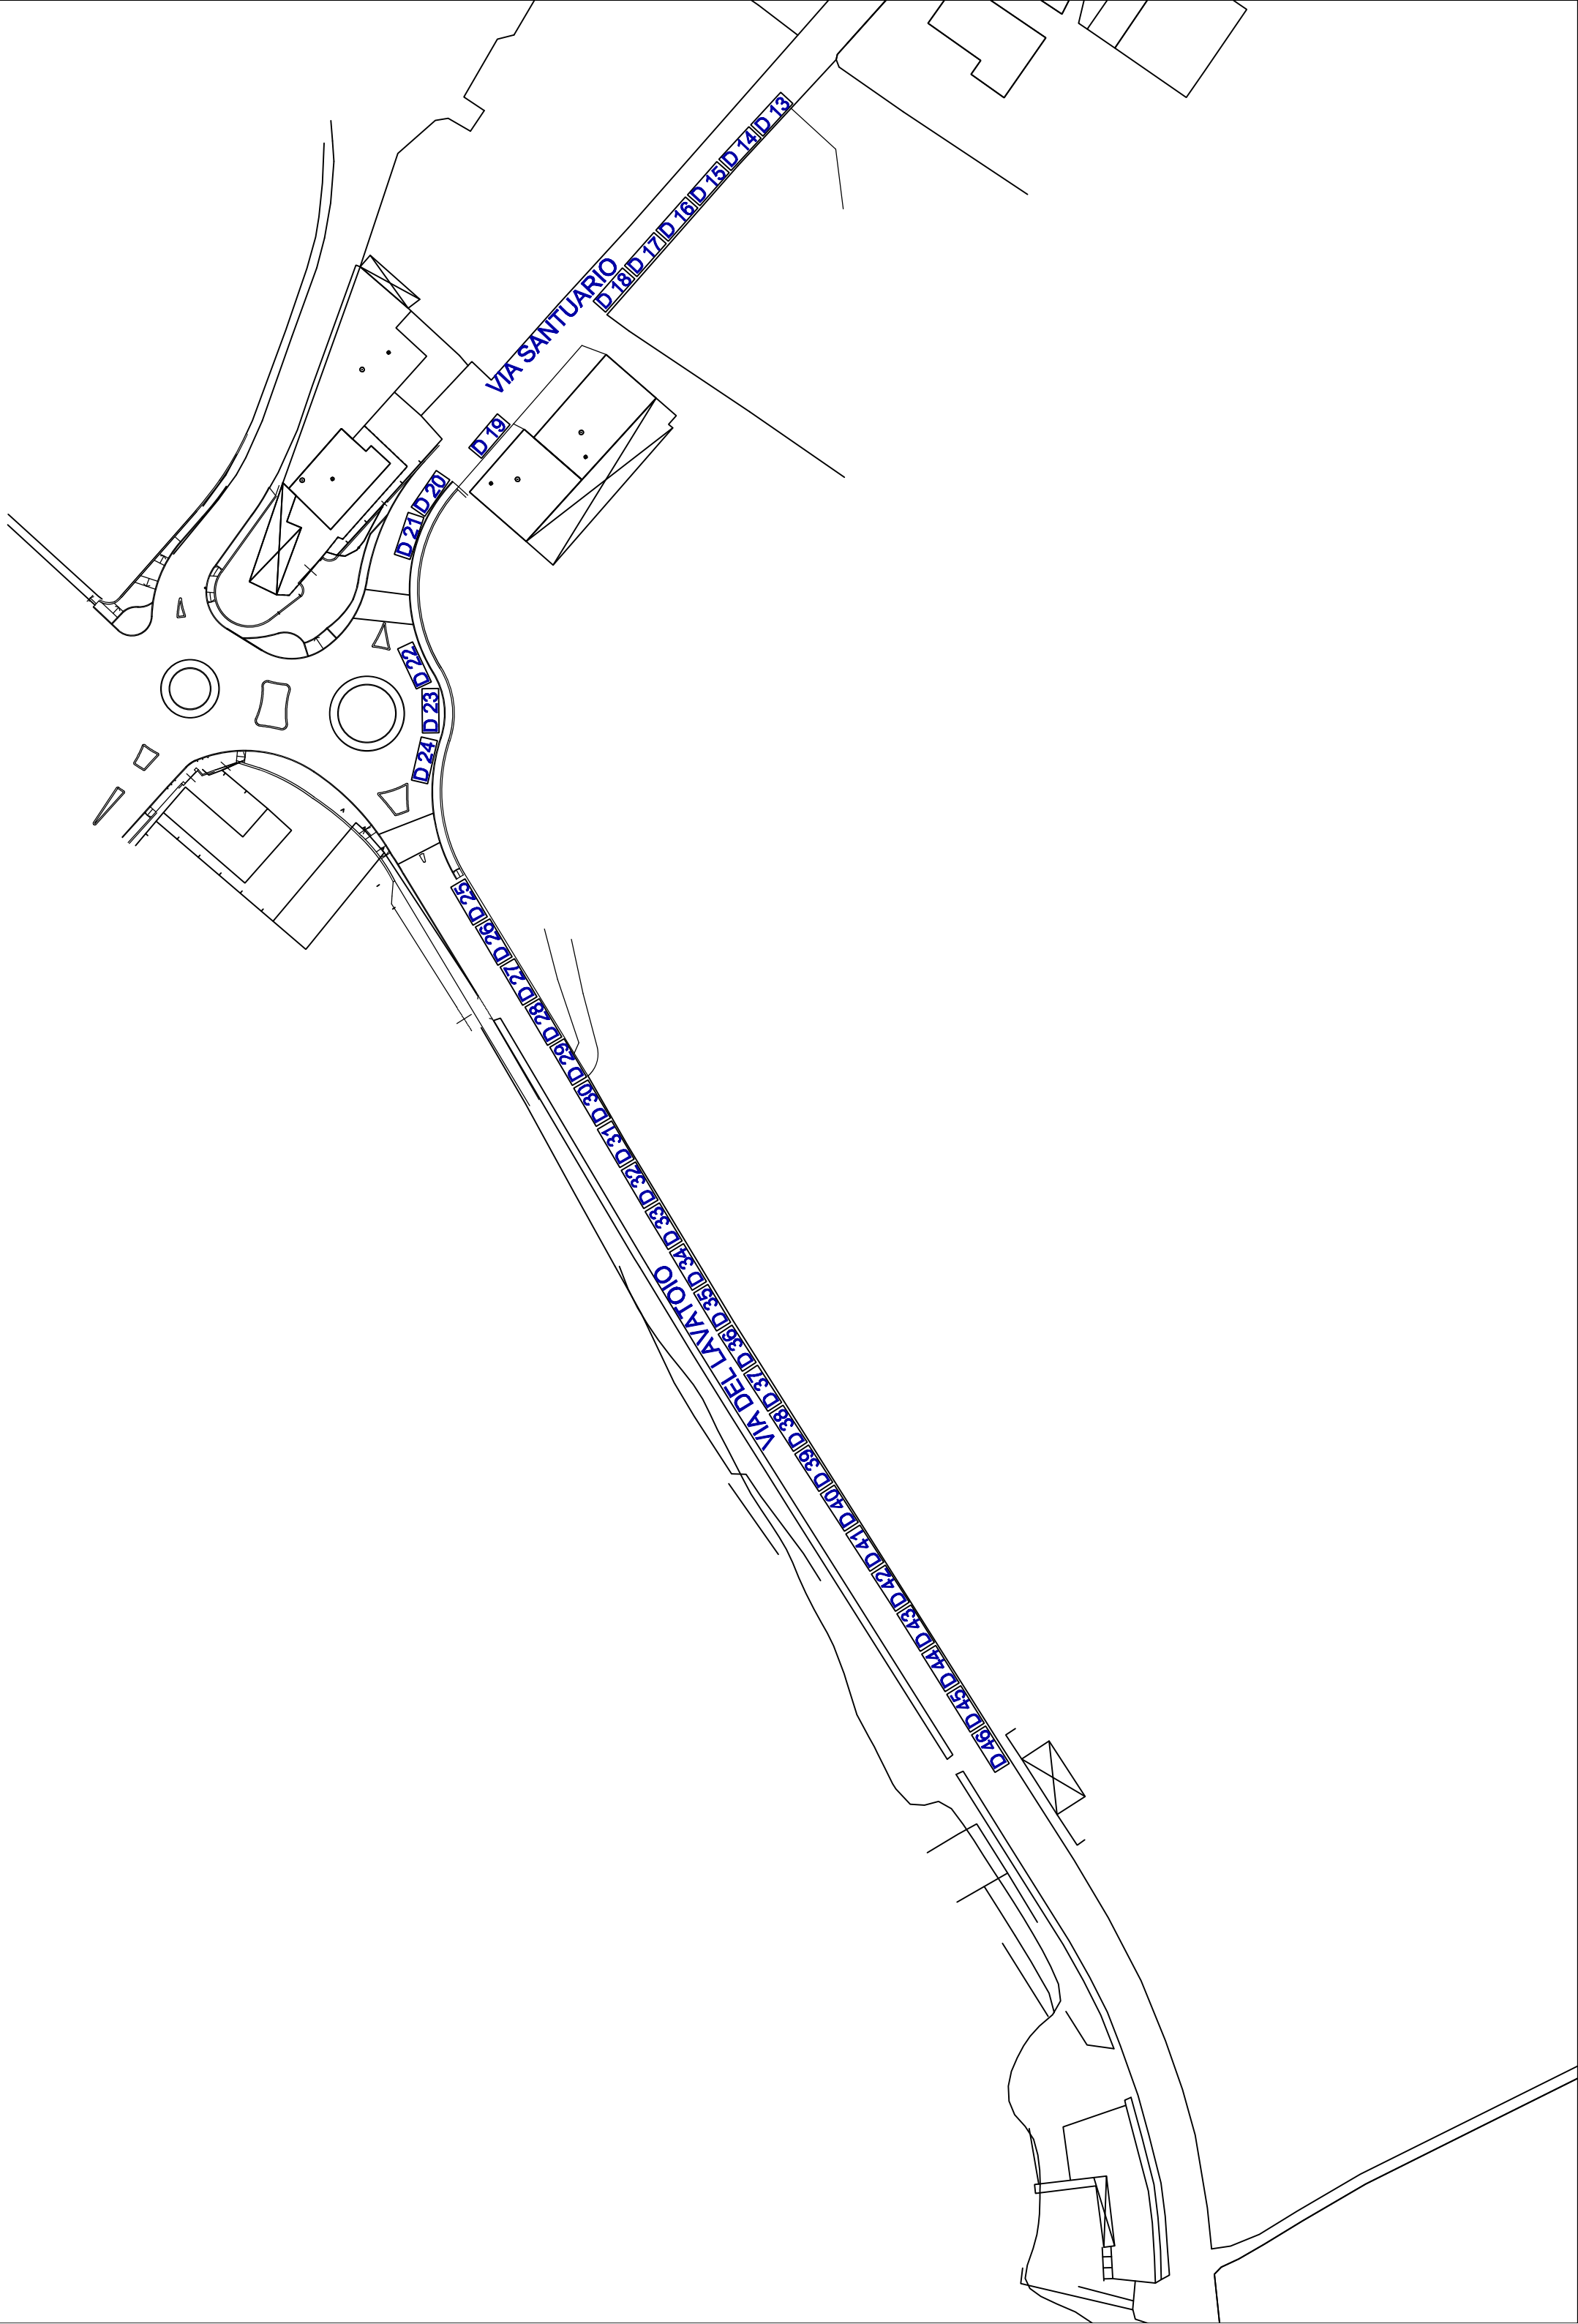 D 13
D 14
D 15
D 16
D 17
D 18
VIA SANTUARIO
D 19
D 20
D 21
D 22
D 23
D 24
D 25
D 26
D 27
D 28
D 29
D 30
D 31
D 32
D 33
D 34
D 35
VIA DEL LAVATOIO
D 36
D 37
D 38
D 39
D 40
D 41
D 42
D 43
D 44
D 45
D 46